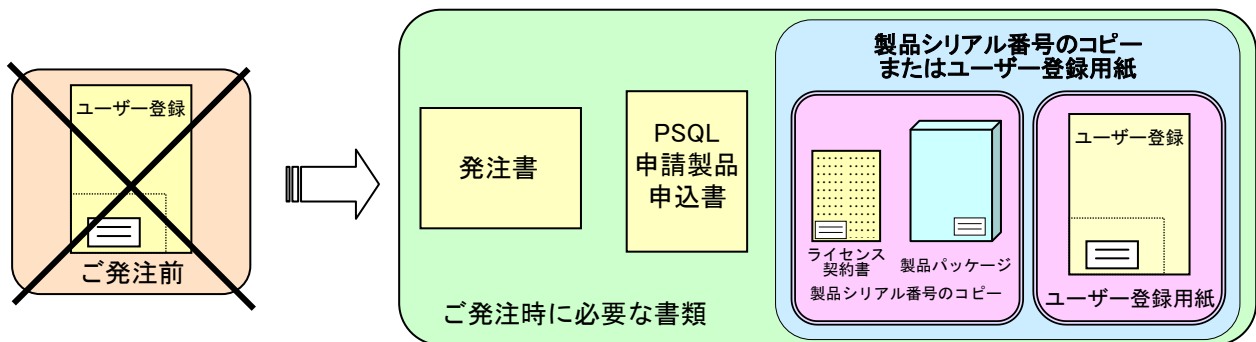 ユーザー登録
ご発注前
発注書
PSQL
申請製品
申込書
ご発注時に必要な書類
製品シリアル番号のコピー
またはユーザー登録用紙
ライセンス
契約書
製品パッケージ
製品シリアル番号のコピー
ユーザー登録
ユーザー登録用紙